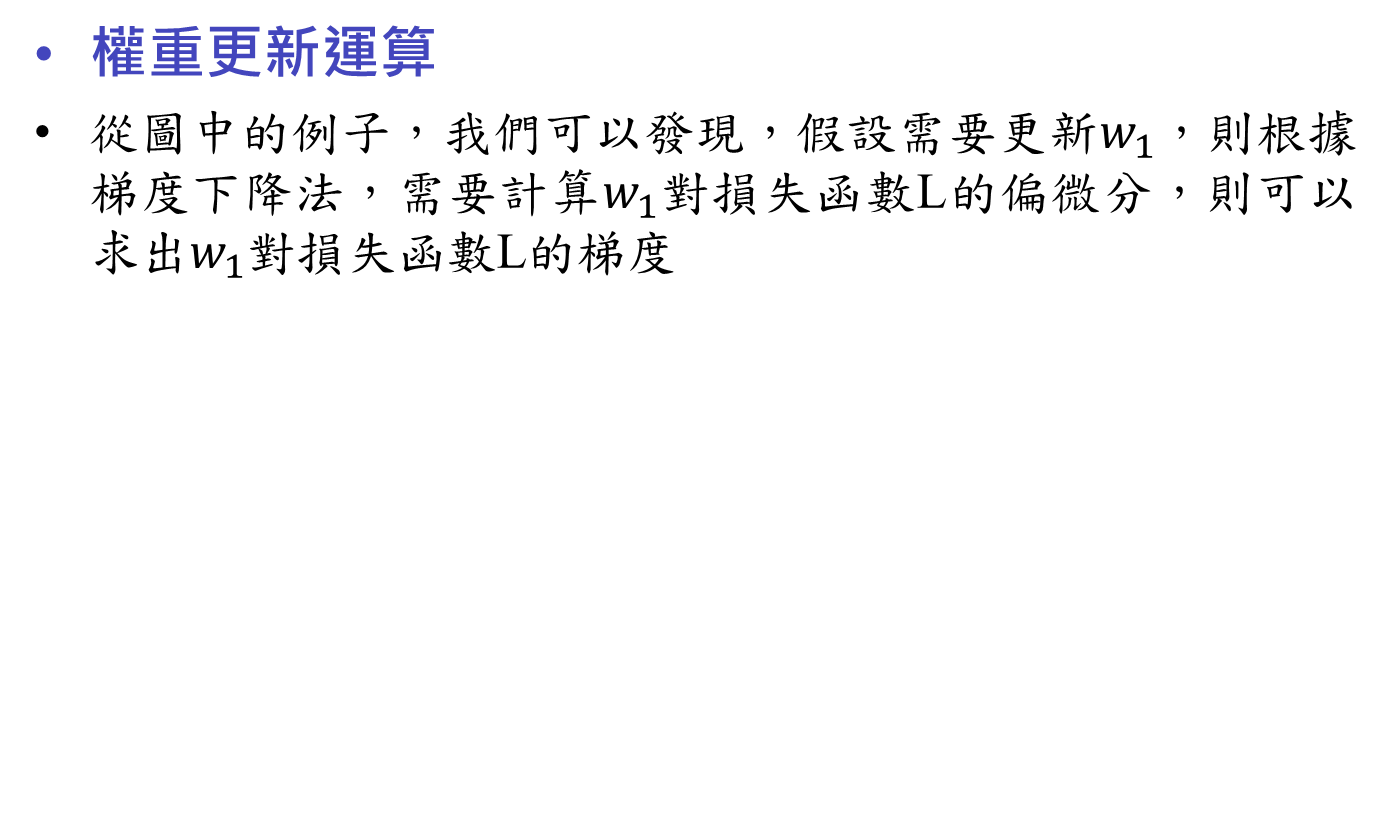 • 權重更新運算
• 從圖中的例子，我們可以發現，假設需要更新w₁，則根據
梯度下降法，需要計算w₁對損失函數L的偏微分，則可以
求出w₁對損失函數L的梯度